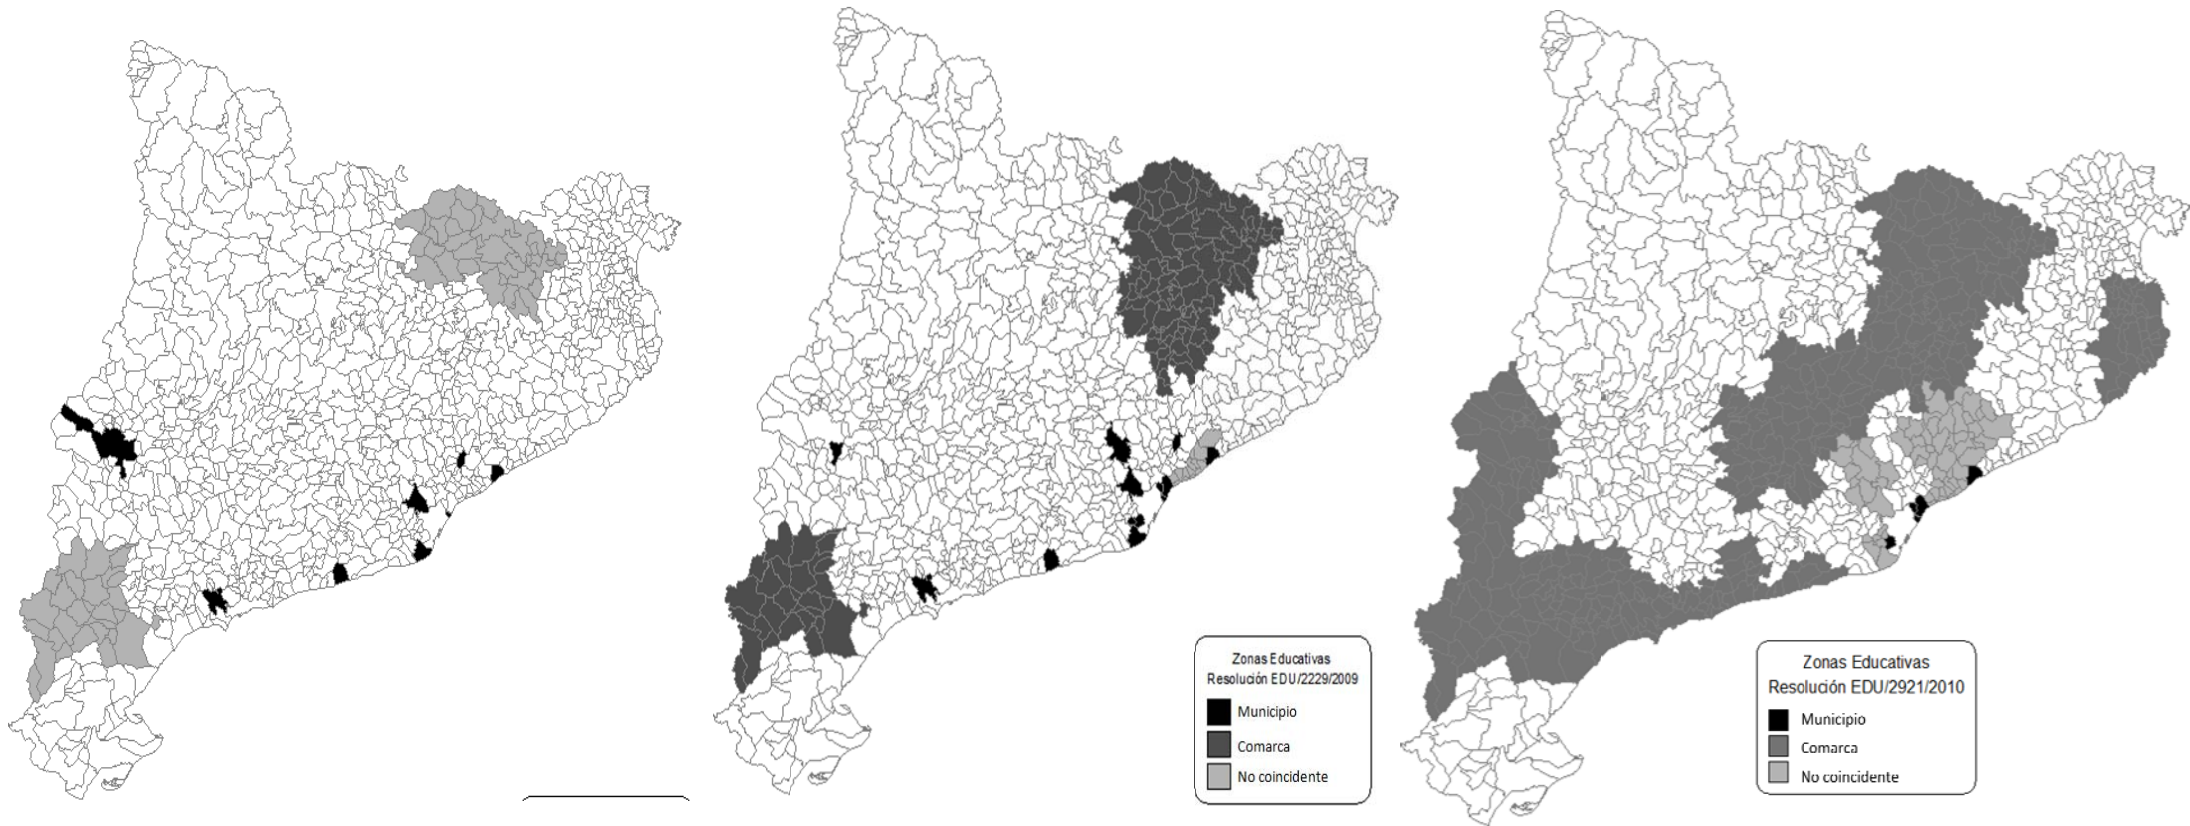 Zonas Educativas
Resolución EDU/2229/2009
Municipio
Comarca
No coincidente
Zonas Educativas
Resolución EDU/2921/2010
Municipio
Comarca
No coincidente